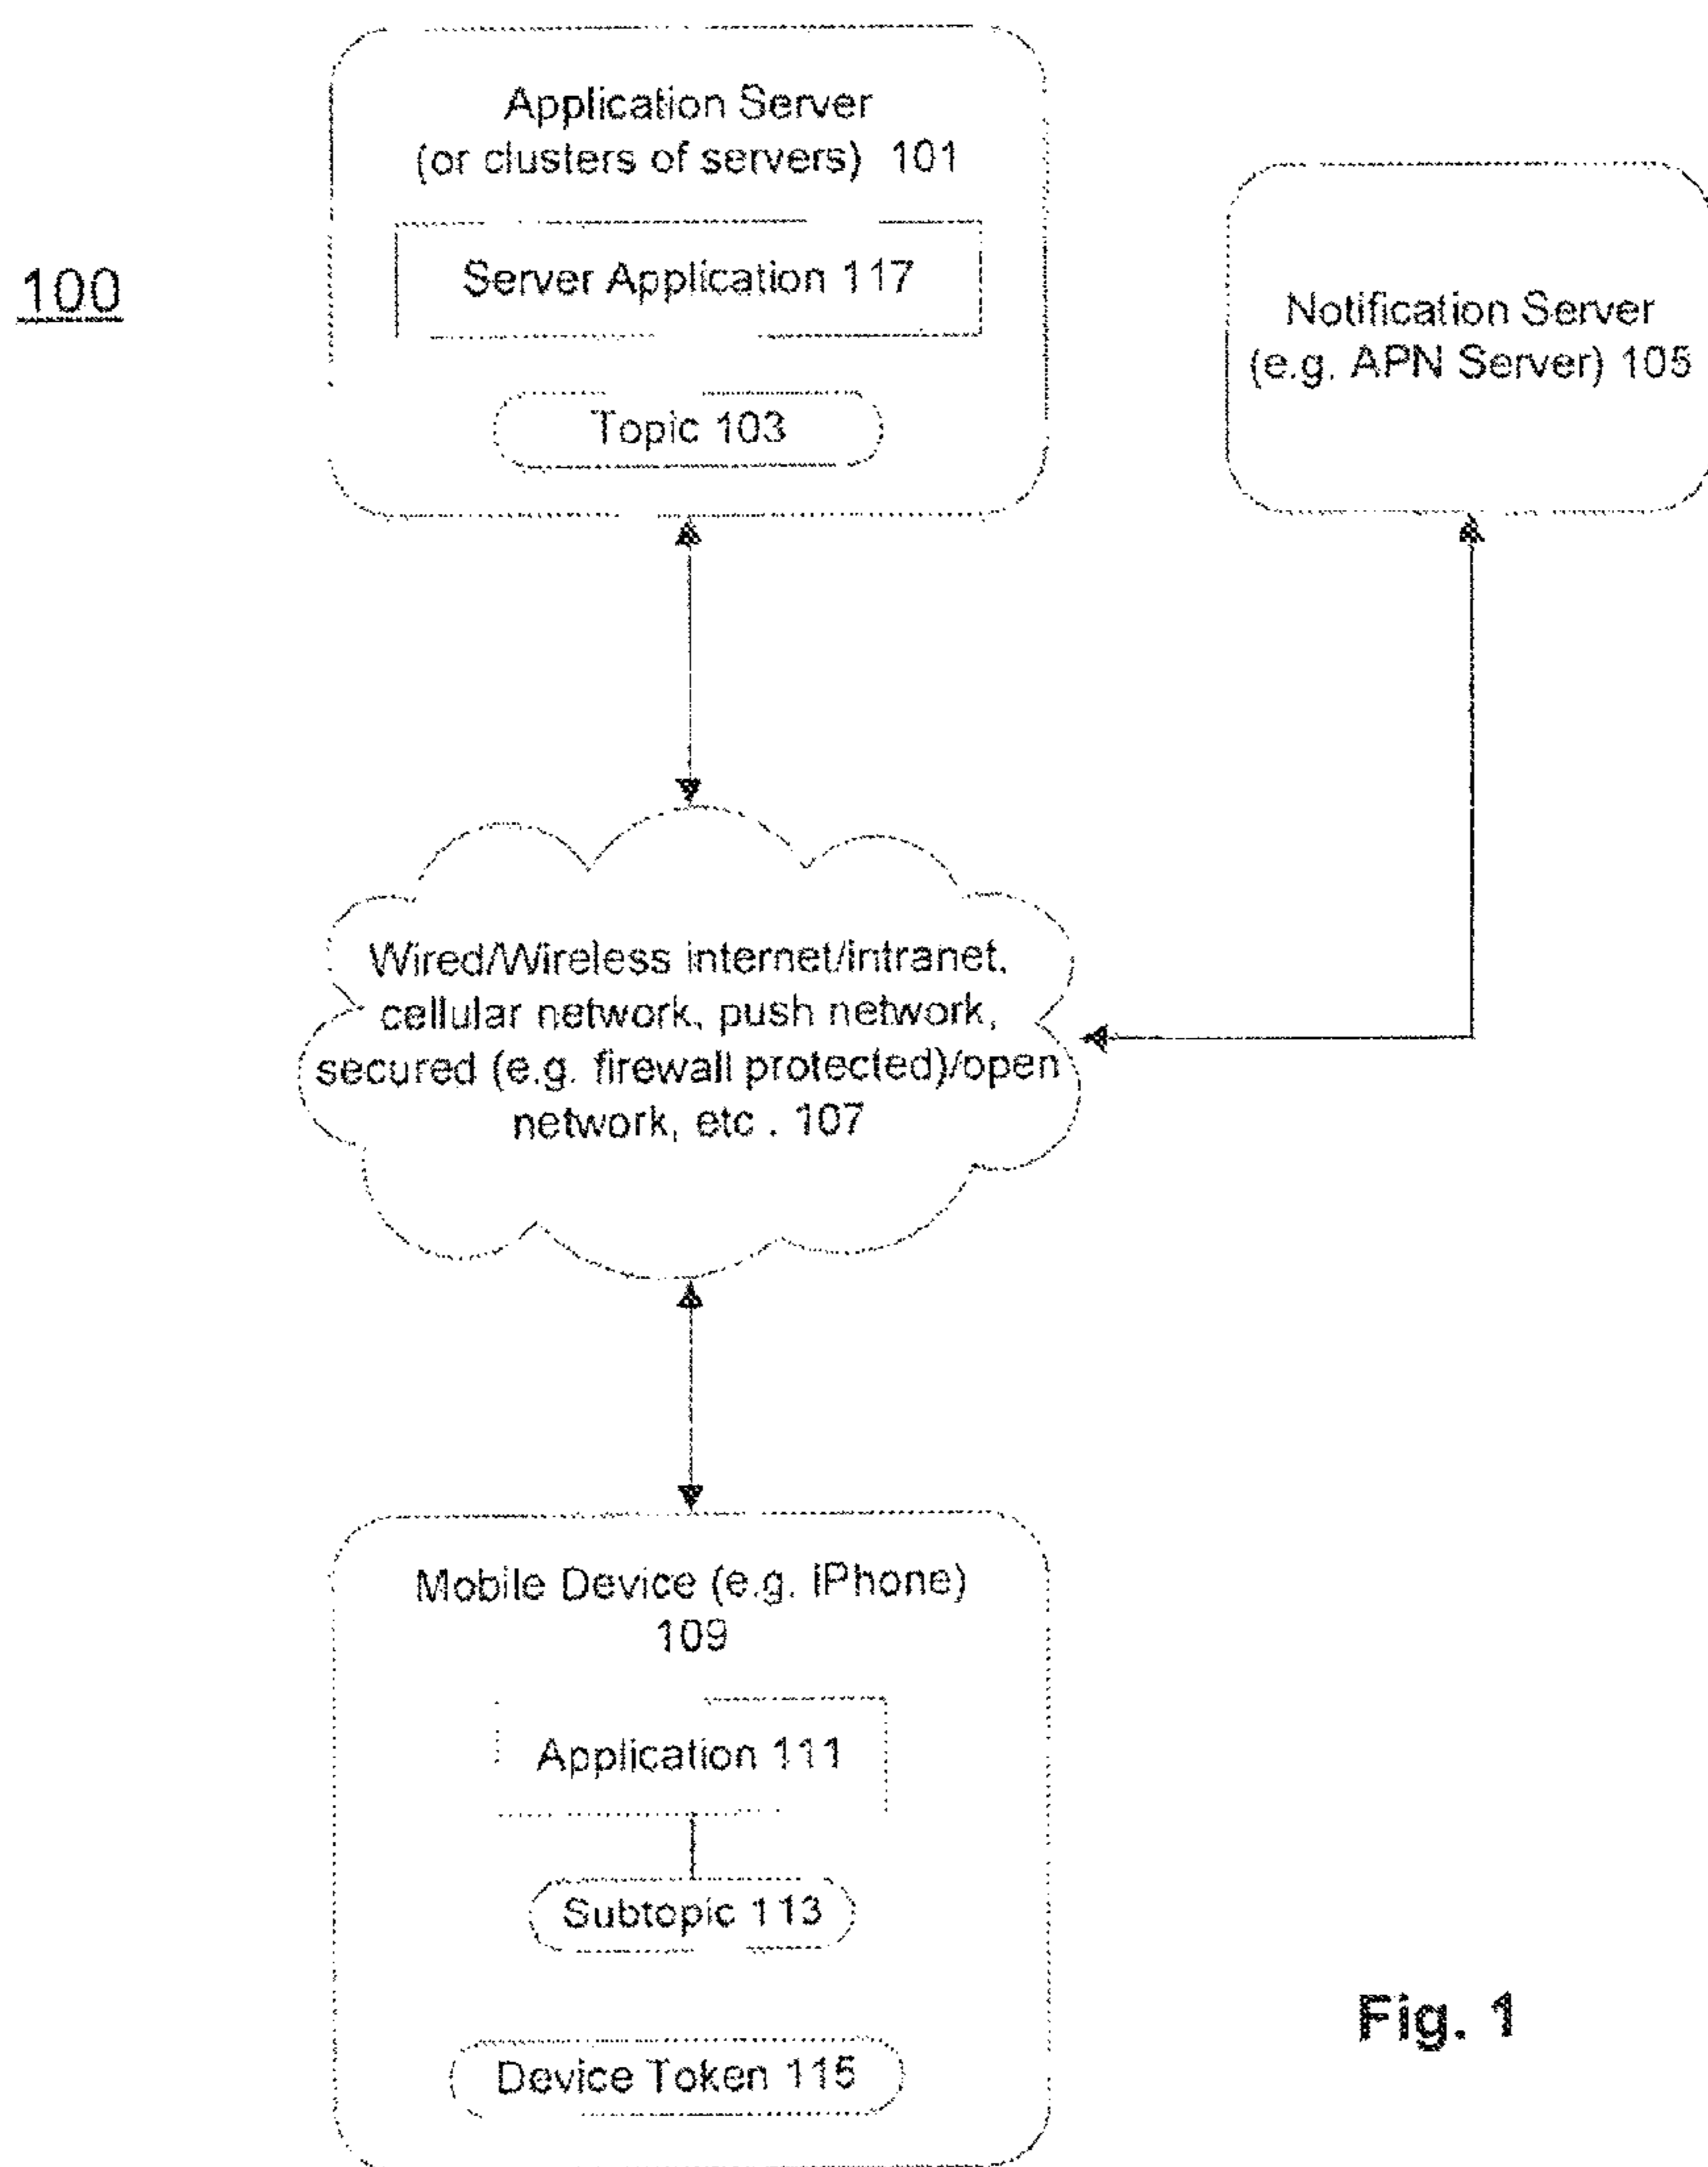 Application Server
(or clusters of servers) 101
Server Application 117
Topic 103
100
Notification Server
(e.g. APN Server) 105
Wired/Wireless internet/intranet,
cellular network, push network,
secured (e.g. firewall protected)/open
network, etc . 107
Mobile Device (e.g. iPhone)
109
Application 111
Subtopic 113
Device Token 115
Fig. 1